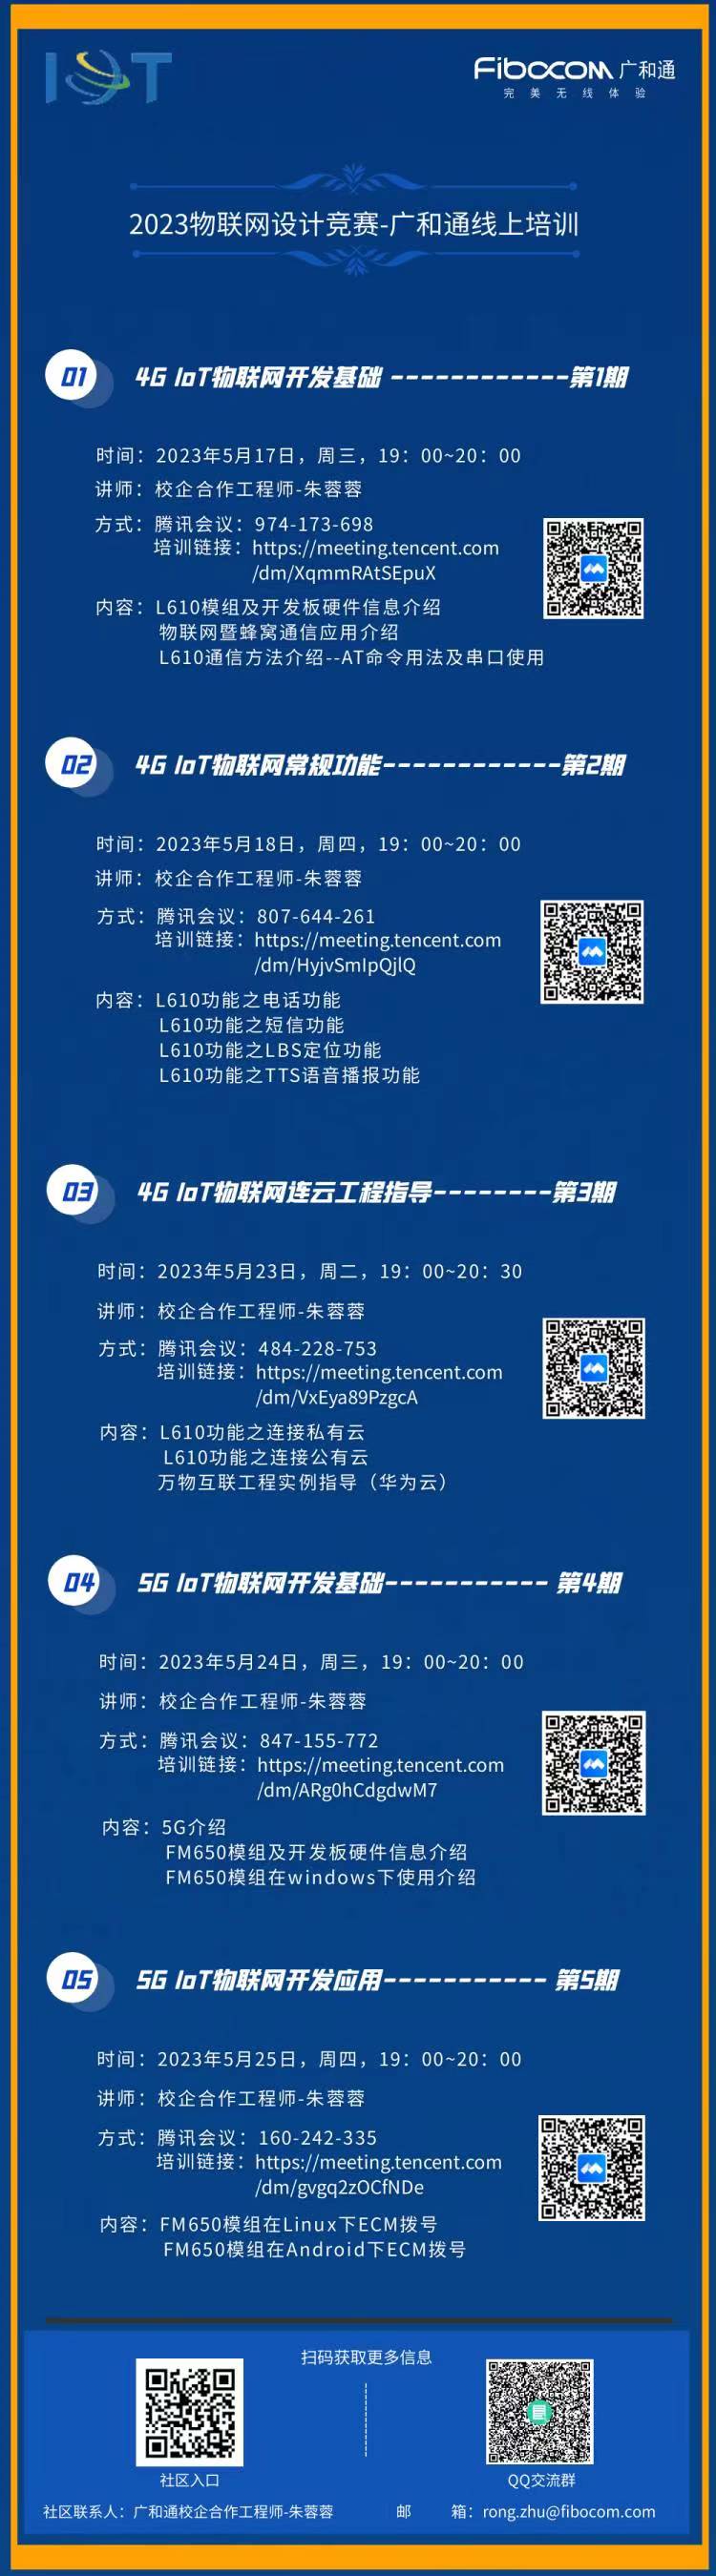 IOT
Fibocom 广和通
完美无线体验
2023物联网设计竞赛-广和通线上培训
01 4G IoT物联网开发基础 ------------第1期
时间：2023年5月17日，周三，19：00~20：00
讲师：校企合作工程师-朱蓉蓉
方式：腾讯会议：974-173-698
培训链接：https://meeting.tencent.com
/dm/XqmmRAtSEpuX
内容：L610模组及开发板硬件信息介绍
物联网暨蜂窝通信应用介绍
L610通信方法介绍--AT命令用法及串口使用
02 4G IoT物联网常规功能------------第2期
时间：2023年5月18日，周四，19：00~20：00
讲师：校企合作工程师-朱蓉蓉
方式：腾讯会议：807-644-261
培训链接：https://meeting.tencent.com
/dm/HyjvSmIpQjlQ
内容：L610功能之电话功能
L610功能之短信功能
L610功能之LBS定位功能
L610功能之TTS语音播报功能
03 4G IoT物联网连云工程指导--------第3期
时间：2023年5月23日，周二，19：00~20：30
讲师：校企合作工程师-朱蓉蓉
方式：腾讯会议：484-228-753
培训链接：https://meeting.tencent.com
/dm/VxEya89PzgcA
内容：L610功能之连接私有云
L610功能之连接公有云
万物互联工程实例指导（华为云）
04 5G IoT物联网开发基础----------- 第4期
时间：2023年5月24日，周三，19：00~20：00
讲师：校企合作工程师-朱蓉蓉
方式：腾讯会议：847-155-772
培训链接：https://meeting.tencent.com
/dm/ARg0hCdgdwM7
内容：5G介绍
FM650模组及开发板硬件信息介绍
FM650模组在windows下使用介绍
05 5G IoT物联网开发应用----------- 第5期
时间：2023年5月25日，周四，19：00~20：00
讲师：校企合作工程师-朱蓉蓉
方式：腾讯会议：160-242-335
培训链接：https://meeting.tencent.com
/dm/gvgq2zOCfNDe
内容：FM650模组在Linux下ECM拨号
FM650模组在Android下ECM拨号
扫码获取更多信息
社区入口
QQ交流群
社区联系人：广和通校企合作工程师-朱蓉蓉
邮 箱：rong.zhu@fibocom.com